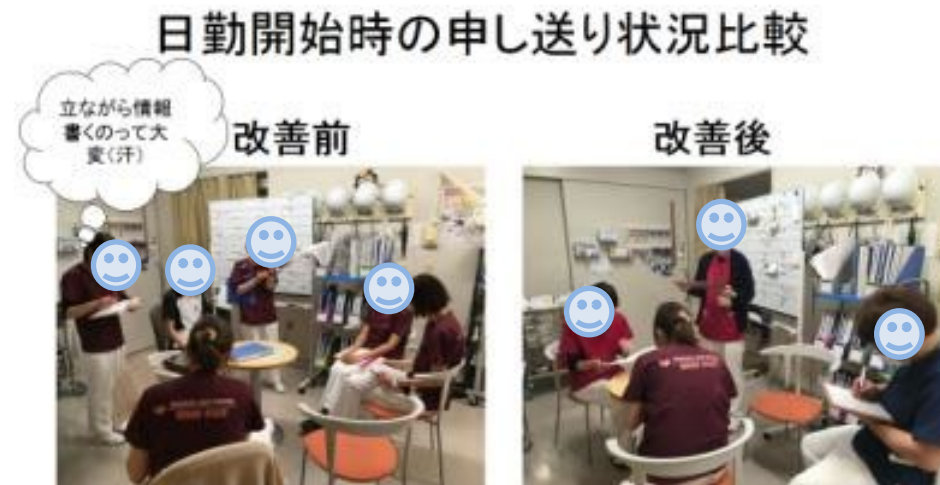 日勤開始時の申し送り状況比較
立ながら情報
書くのって大
変(汗)
改善前
改善後